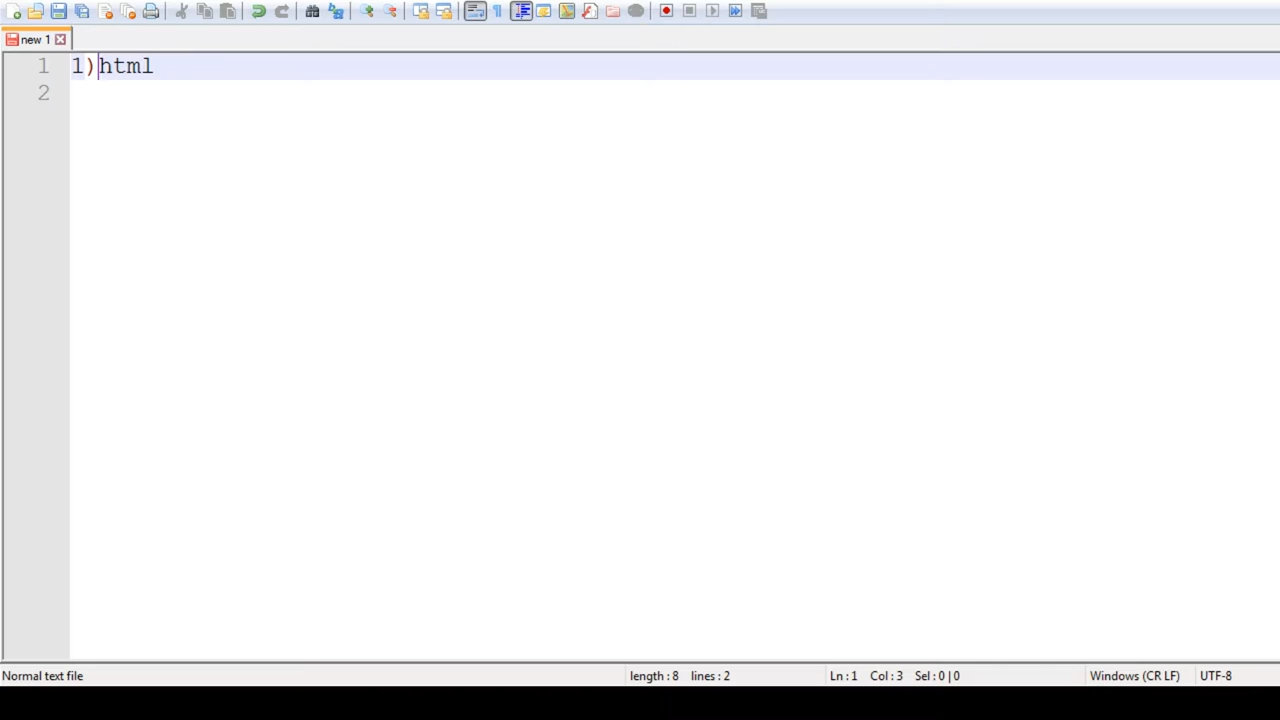 new 1
1 1)html
2
Normal text file length : 8 lines : 2 Ln : 1 Col : 3 Sel : 0 | 0 Windows (CR LF) UTF-8